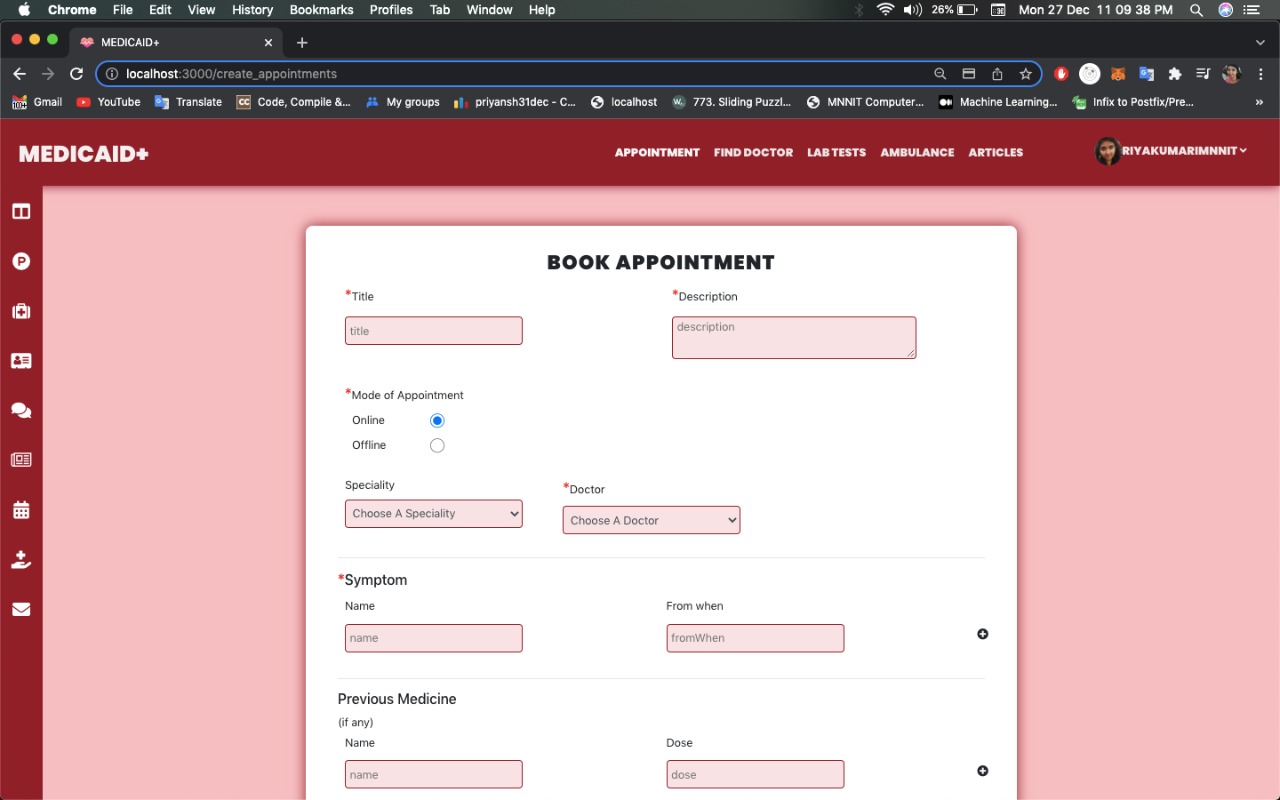 Chrome File Edit View History Bookmarks Profiles Tab Window Help 26% Mon 27 Dec 11 09 38 PM
MEDICAID+
localhost:3000/create_appointments
Gmail YouTube Translate CC Code, Compile &... My groups priyansh31dec - C... localhost 773. Sliding Puzzl... MNNIT Computer... Machine Learning... Infix to Postfix/Pre... »
MEDICAID+ APPOINTMENT FIND DOCTOR LAB TESTS AMBULANCE ARTICLES RIYAKUMARIMNNIT
BOOK APPOINTMENT
*Title *Description
title description
*Mode of Appointment
Online
Offline
Speciality *Doctor
Choose A Speciality Choose A Doctor
*Symptom
Name From when
name fromWhen
Previous Medicine
(if any)
Name Dose
name dose